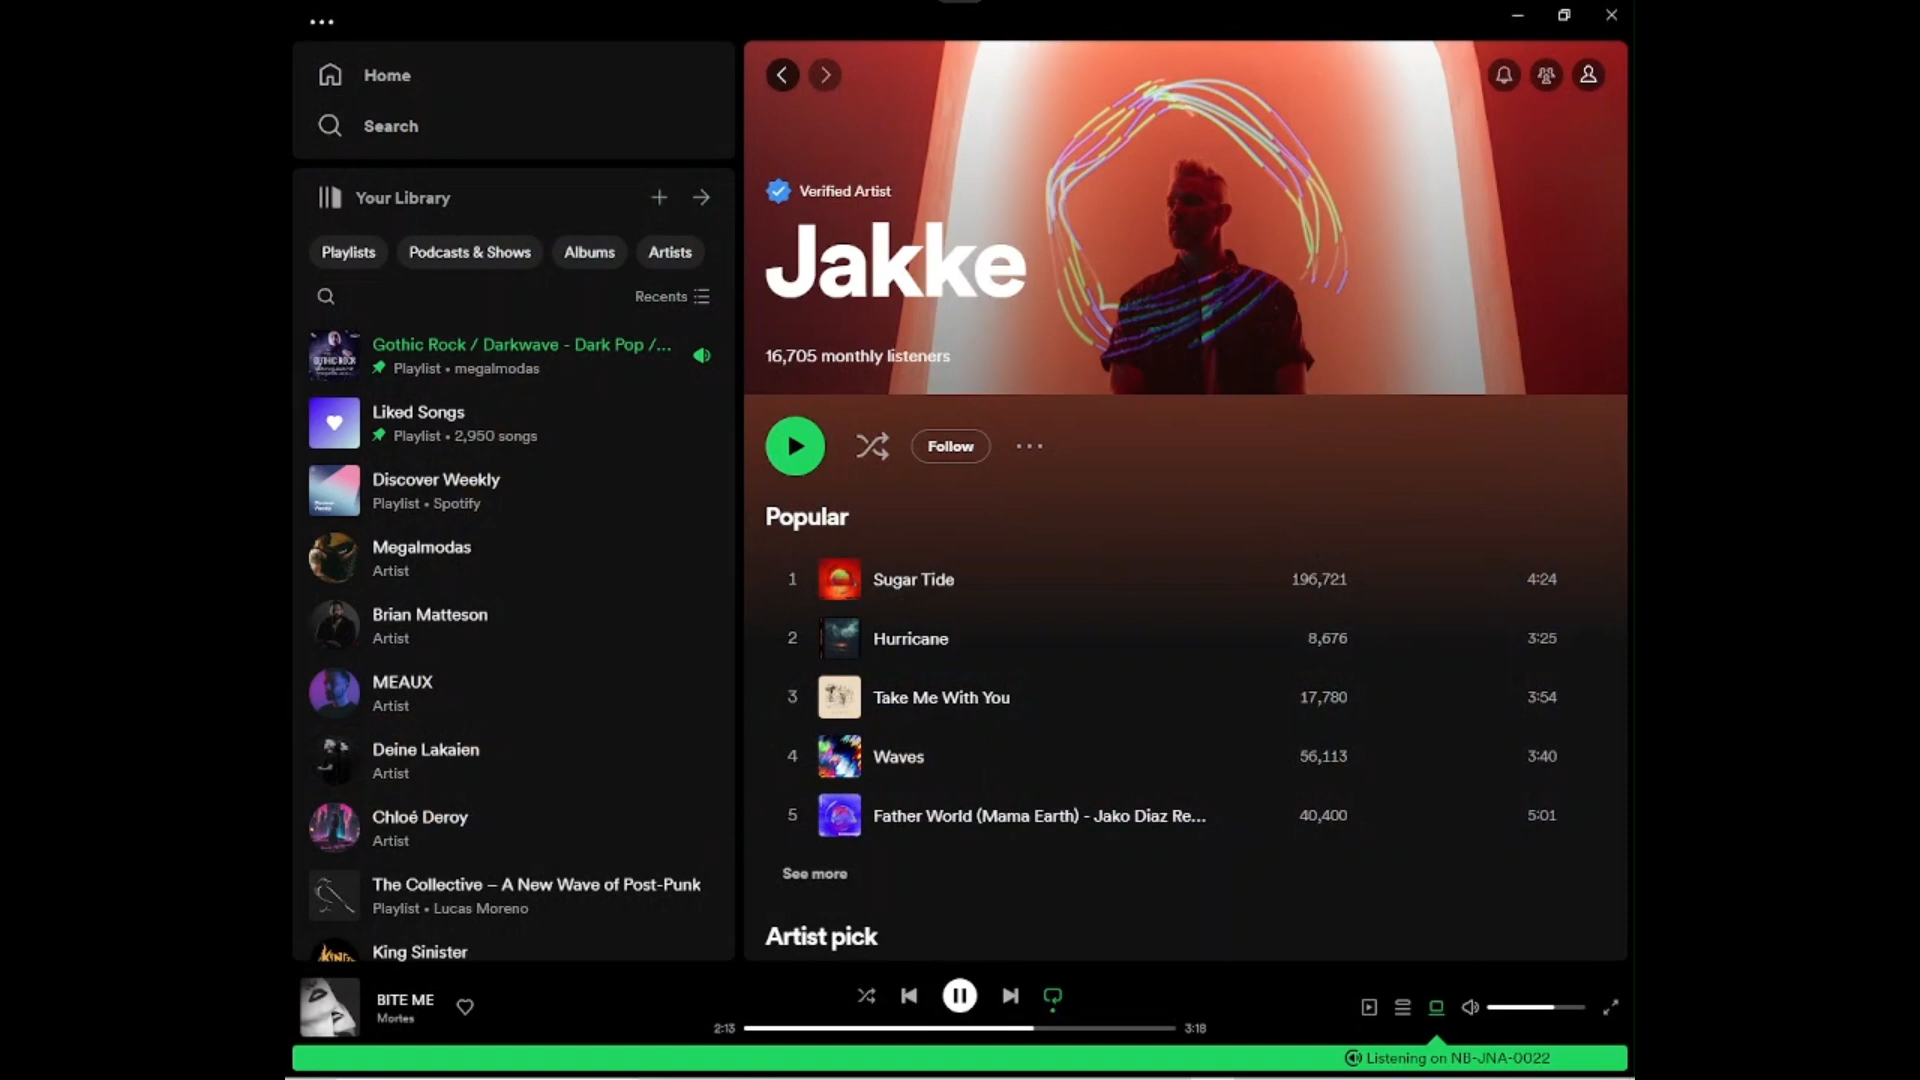 Home
Search
Your Library
Playlists
Podcasts & Shows
Albums
Artists
Recents
Gothic Rock / Darkwave - Dark Pop /...
Playlist • megalmodas
Liked Songs
Playlist • 2,950 songs
Discover Weekly
Playlist • Spotify
Megalmodas
Artist
Brian Matteson
Artist
MEAUX
Artist
Deine Lakaien
Artist
Chloé Deroy
Artist
The Collective – A New Wave of Post-Punk
Playlist • Lucas Moreno
King Sinister
Verified Artist
Jakke
16,705 monthly listeners
Follow
Popular
1 Sugar Tide 196,721 4:24
2 Hurricane 8,676 3:25
3 Take Me With You 17,780 3:54
4 Waves 56,113 3:40
5 Father World (Mama Earth) - Jako Diaz Re... 40,400 5:01
See more
Artist pick
BITE ME
Mortes
2:13
3:18
Listening on NB-JNA-0022
GOTHIC ROCK
KING